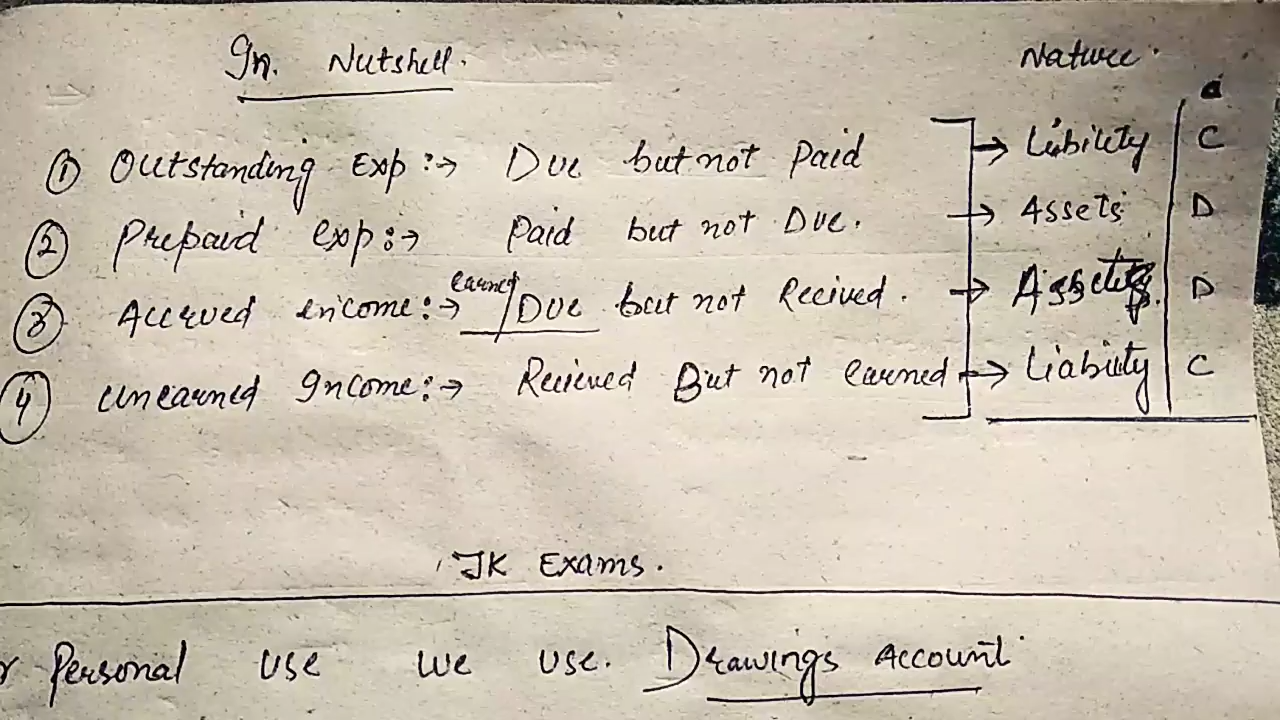 In. Nutshell. Nature.
① Outstanding Exp :→ Due but not Paid → Libility C
② Prepaid exp :→ Paid but not Due. → Assets D
③ Accrued income :→ earned/Due but not Recived. → Assets. D
④ unearned Income :→ Recieved But not earned → Liability C
JK Exams.
Personal use we use. Drawings Account